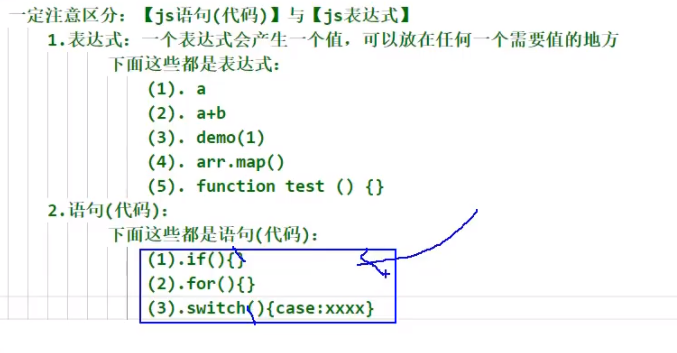 一定注意区分:【js语句(代码)】与【js表达式】
1.表达式:一个表达式会产生一个值,可以放在任何一个需要值的地方
下面这些都是表达式:
(1). a
(2). a+b
(3). demo(1)
(4). arr.map()
(5). function test () {}
2.语句(代码):
下面这些都是语句(代码):
(1).if(){}
(2).for(){}
(3).switch(){case:xxxx}